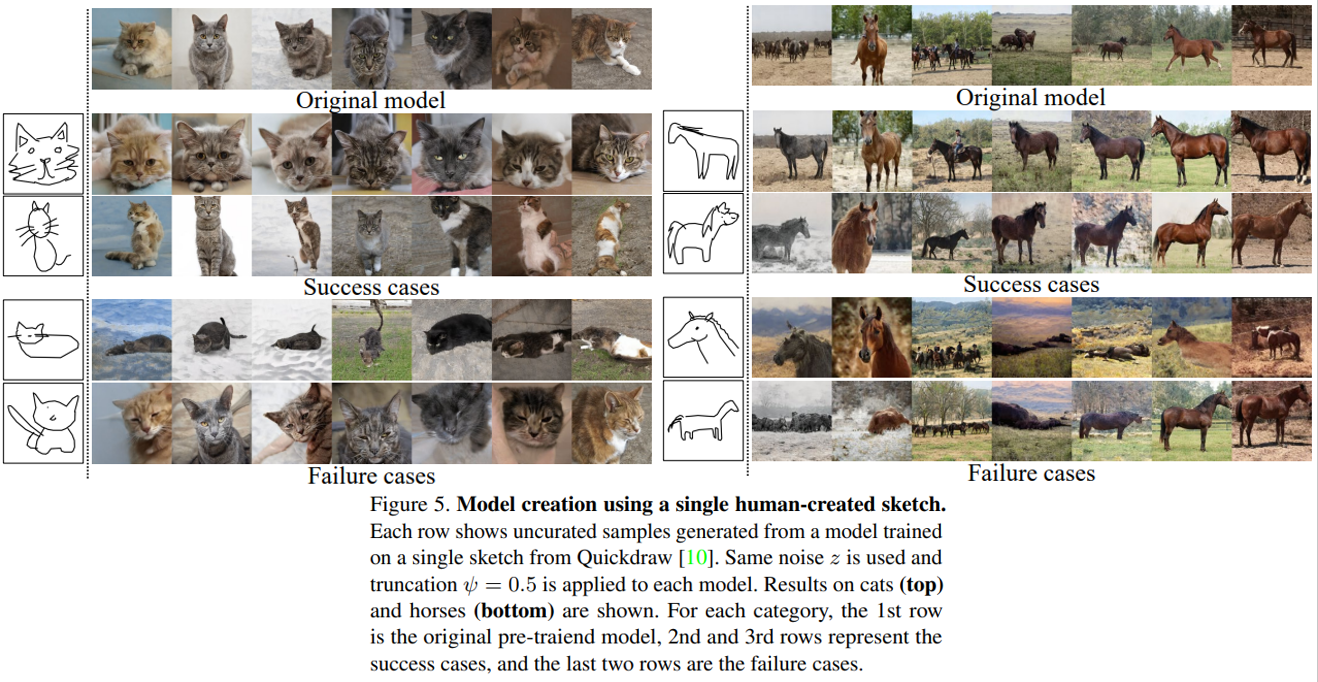 Original model
Success cases
Failure cases
Original model
Success cases
Failure cases
Figure 5. Model creation using a single human-created sketch.
Each row shows uncurated samples generated from a model trained
on a single sketch from Quickdraw [10]. Same noise z is used and
truncation ψ = 0.5 is applied to each model. Results on cats (top)
and horses (bottom) are shown. For each category, the 1st row
is the original pre-traiend model, 2nd and 3rd rows represent the
success cases, and the last two rows are the failure cases.